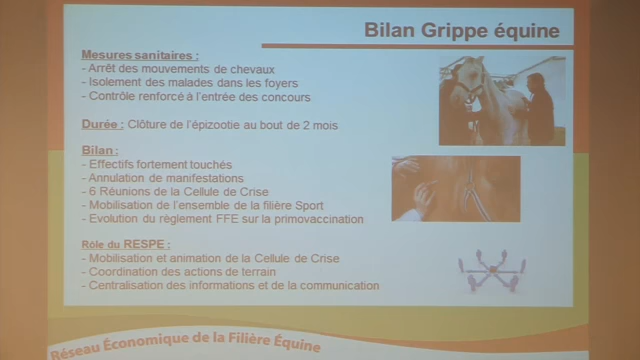 Bilan Grippe équine
Mesures sanitaires :
- Arrêt des mouvements de chevaux
- Isolement des malades dans les foyers
- Contrôle renforcé à l'entrée des concours
Durée : Clôture de l'épizootie au bout de 2 mois
Bilan :
- Effectifs fortement touchés
- Annulation de manifestations
- 6 Réunions de la Cellule de Crise
- Mobilisation de l'ensemble de la filière Sport
- Evolution du règlement FFE sur la primovaccination
Rôle du RESPE :
- Mobilisation et animation de la Cellule de Crise
- Coordination des actions de terrain
- Centralisation des informations et de la communication
Réseau Économique de la Filière Équine